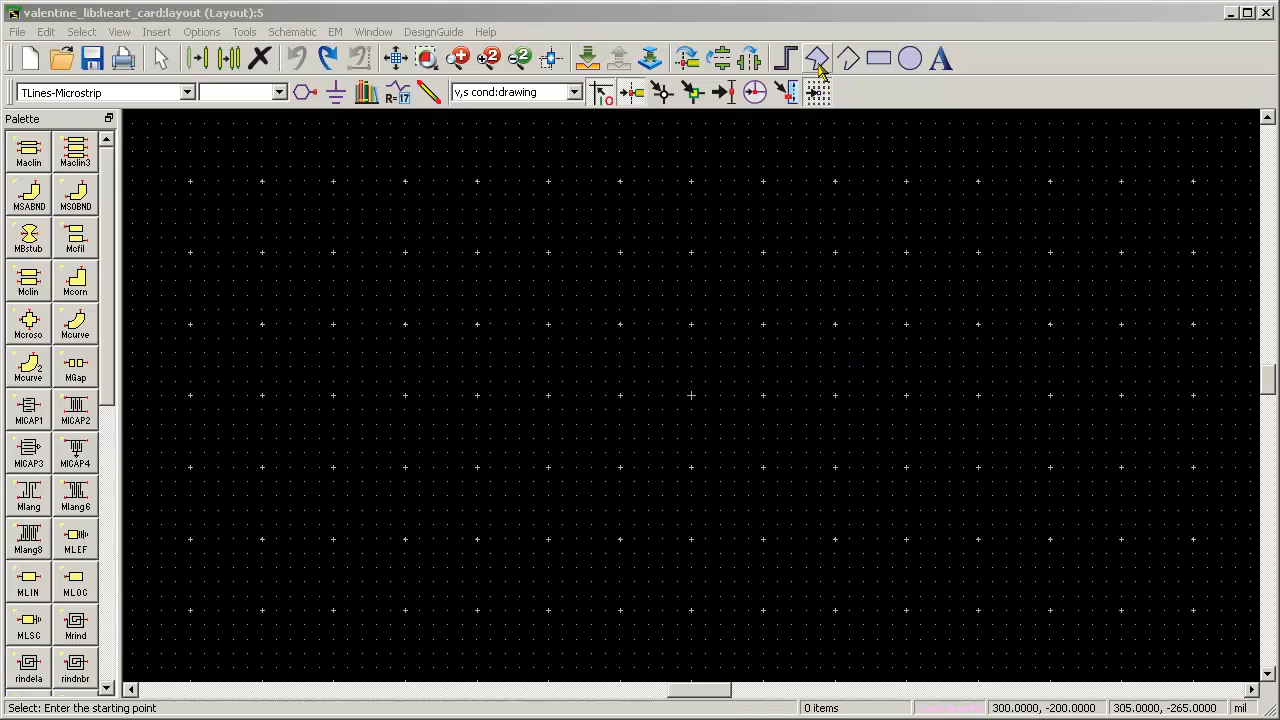 valentine_lib:heart_card:layout (Layout):5
File Edit Select View Insert Options Tools Schematic EM Window DesignGuide Help
TLines-Microstrip
R=17
v,s cond:drawing
Palette
Maclin Maclin3
MSABND MSOBND
MBstub Mcfil
Mclin Mcorn
Mcroso Mcurve
Mcurve MGap
MICAP1 MICAP2
MICAP3 MICAP4
Mlang Mlang6
Mlang8 MLEF
MLIN MLOC
MLSC Mrind
rindela rindnbr
Select: Enter the starting point 0 items 300.0000, -200.0000 305.0000, -265.0000 mil